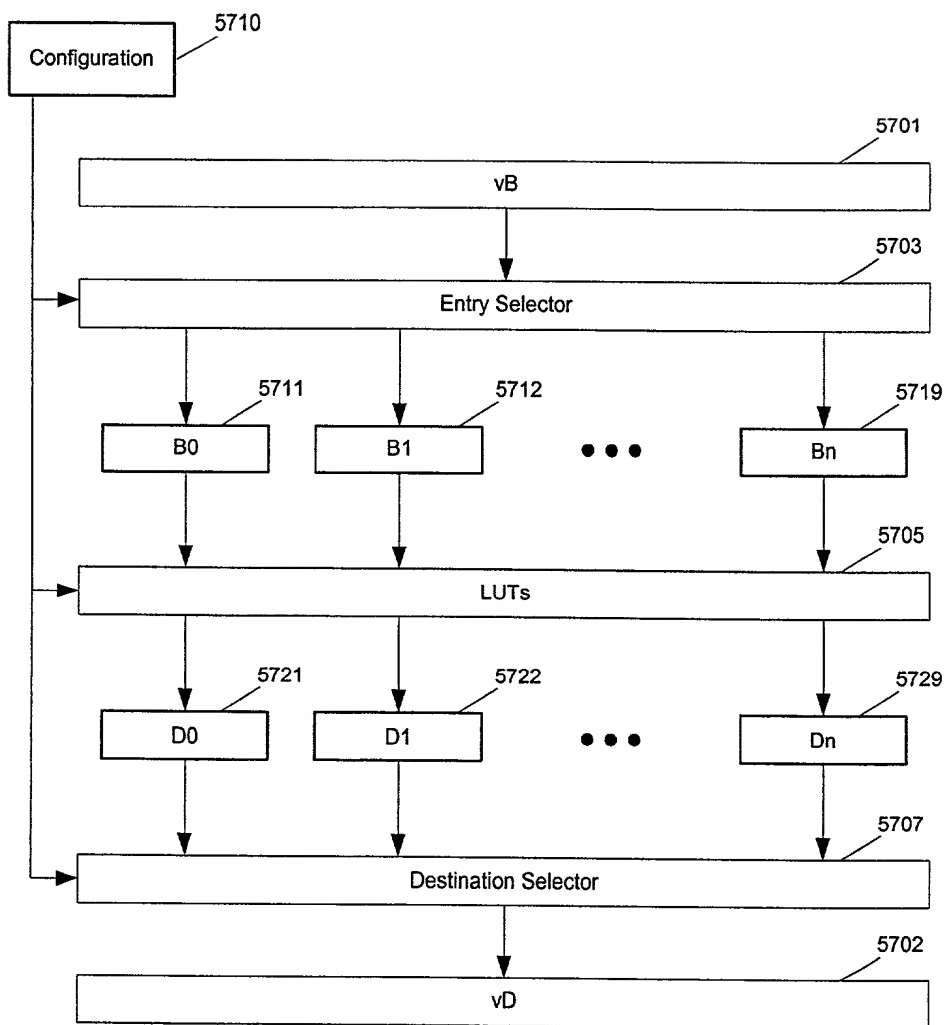 5710
Configuration
5701
vB
5703
Entry Selector
5711
5712
5719
B0
B1
Bn
5705
LUTs
5721
5722
5729
D0
D1
Dn
5707
Destination Selector
5702
vD